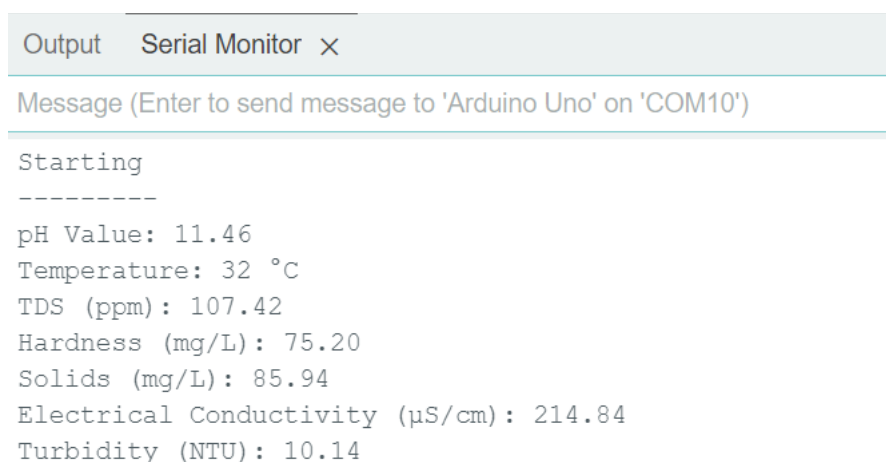 Output Serial Monitor ×
Message (Enter to send message to 'Arduino Uno' on 'COM10')
Starting
---------
pH Value: 11.46
Temperature: 32 °C
TDS (ppm): 107.42
Hardness (mg/L): 75.20
Solids (mg/L): 85.94
Electrical Conductivity (µS/cm): 214.84
Turbidity (NTU): 10.14